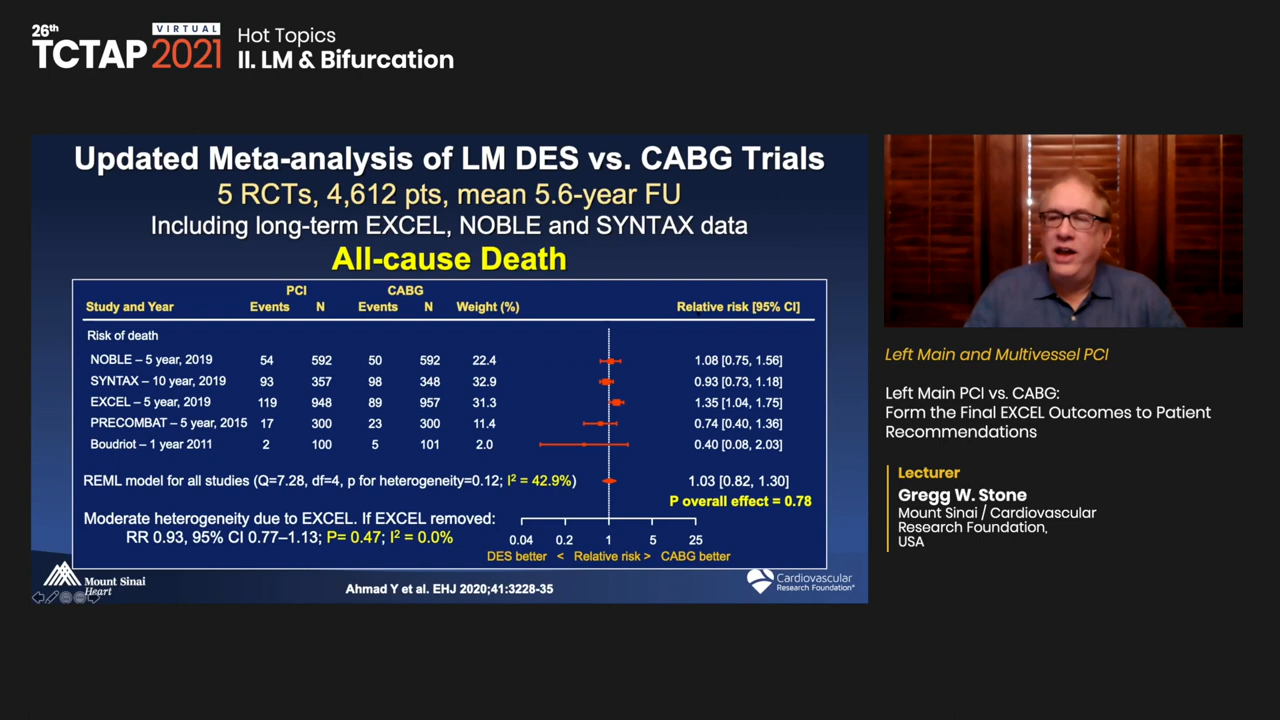 26th
TCTAP
VIRTUAL
2021
Hot Topics
II. LM & Bifurcation
Updated Meta-analysis of LM DES vs. CABG Trials
5 RCTs, 4,612 pts, mean 5.6-year FU
Including long-term EXCEL, NOBLE and SYNTAX data
All-cause Death
PCI CABG
Study and Year Events N Events N Weight (%) Relative risk [95% CI]
Risk of death
NOBLE – 5 year, 2019 54 592 50 592 22.4 1.08 [0.75, 1.56]
SYNTAX – 10 year, 2019 93 357 98 348 32.9 0.93 [0.73, 1.18]
EXCEL – 5 year, 2019 119 948 89 957 31.3 1.35 [1.04, 1.75]
PRECOMBAT – 5 year, 2015 17 300 23 300 11.4 0.74 [0.40, 1.36]
Boudriot – 1 year 2011 2 100 5 101 2.0 0.40 [0.08, 2.03]
REML model for all studies (Q=7.28, df=4, p for heterogeneity=0.12; I² = 42.9%) 1.03 [0.82, 1.30]
P overall effect = 0.78
Moderate heterogeneity due to EXCEL. If EXCEL removed:
RR 0.93, 95% CI 0.77–1.13; P= 0.47; I² = 0.0%
0.04 0.2 1 5 25
DES better < Relative risk > CABG better
Mount Sinai
Heart
Ahmad Y et al. EHJ 2020;41:3228-35
Cardiovascular
Research Foundation®
Left Main and Multivessel PCI
Left Main PCI vs. CABG:
Form the Final EXCEL Outcomes to Patient
Recommendations
Lecturer
Gregg W. Stone
Mount Sinai / Cardiovascular
Research Foundation,
USA